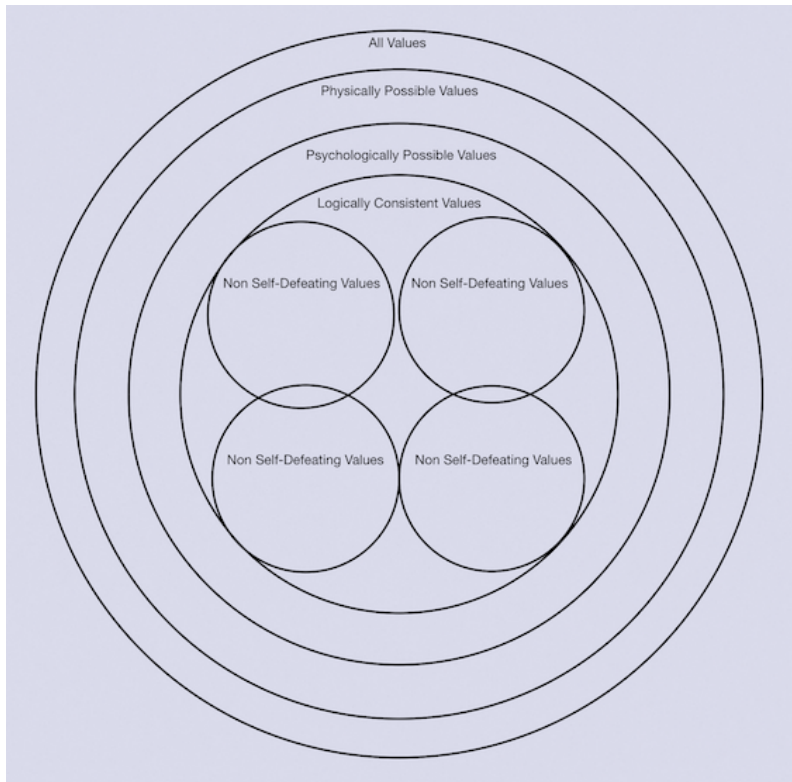 All Values
Physically Possible Values
Psychologically Possible Values
Logically Consistent Values
Non Self-Defeating Values
Non Self-Defeating Values
Non Self-Defeating Values
Non Self-Defeating Values